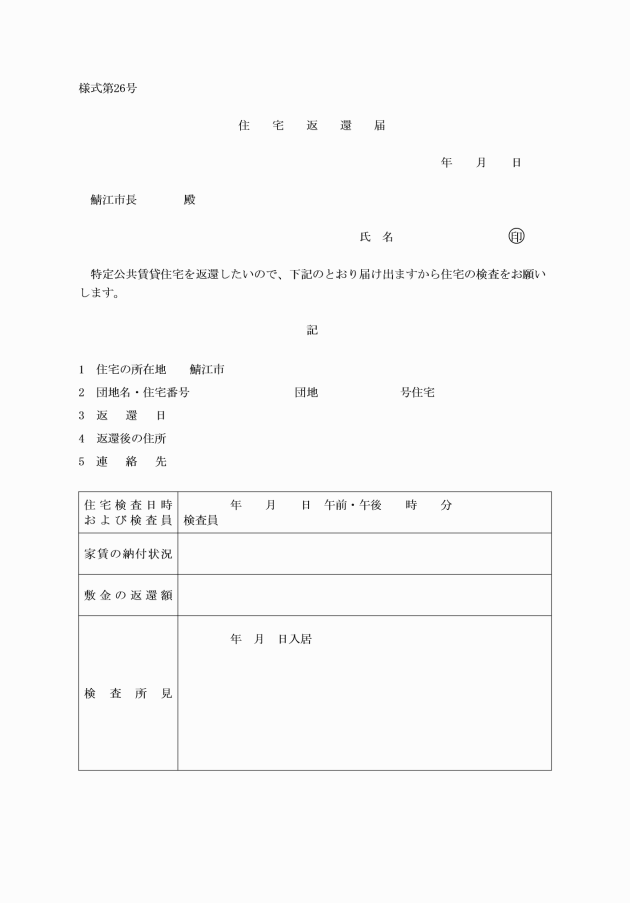 様式第26号
住　宅　返　還　届
年　　月　　日
鯖江市長　　　　殿
氏　名　　　　　　　　　　㊞
特定公共賃貸住宅を返還したいので、下記のとおり届け出ますから住宅の検査をお願い
します。
記
1　住宅の所在地　　鯖江市
2　団地名・住宅番号　　　　　　　　　団地　　　　　　　号住宅
3　返　還　日
4　返還後の住所
5　連　絡　先
住宅検査日時
および検査員
年　　月　　日　午前・午後　　時　　分
検査員
家賃の納付状況
敷金の返還額
検査所見
年　月　日入居